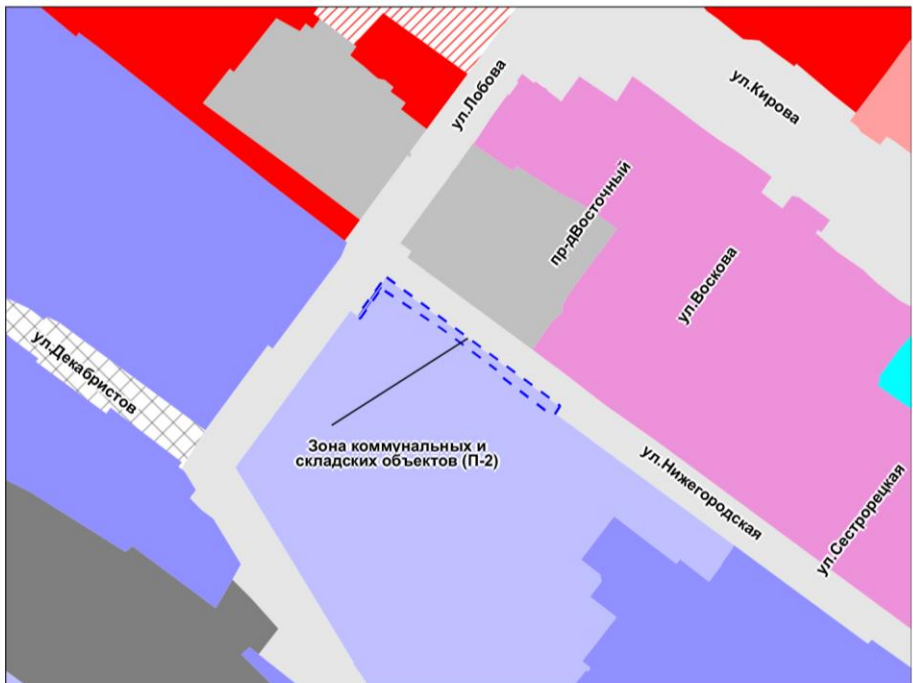 ул.Лобова
ул.Кирова
пр-дВосточный
ул.Воскова
ул.Декабристов
Зона коммунальных и
складских объектов (П-2)
ул.Нижегородская
ул.Сестрорецкая